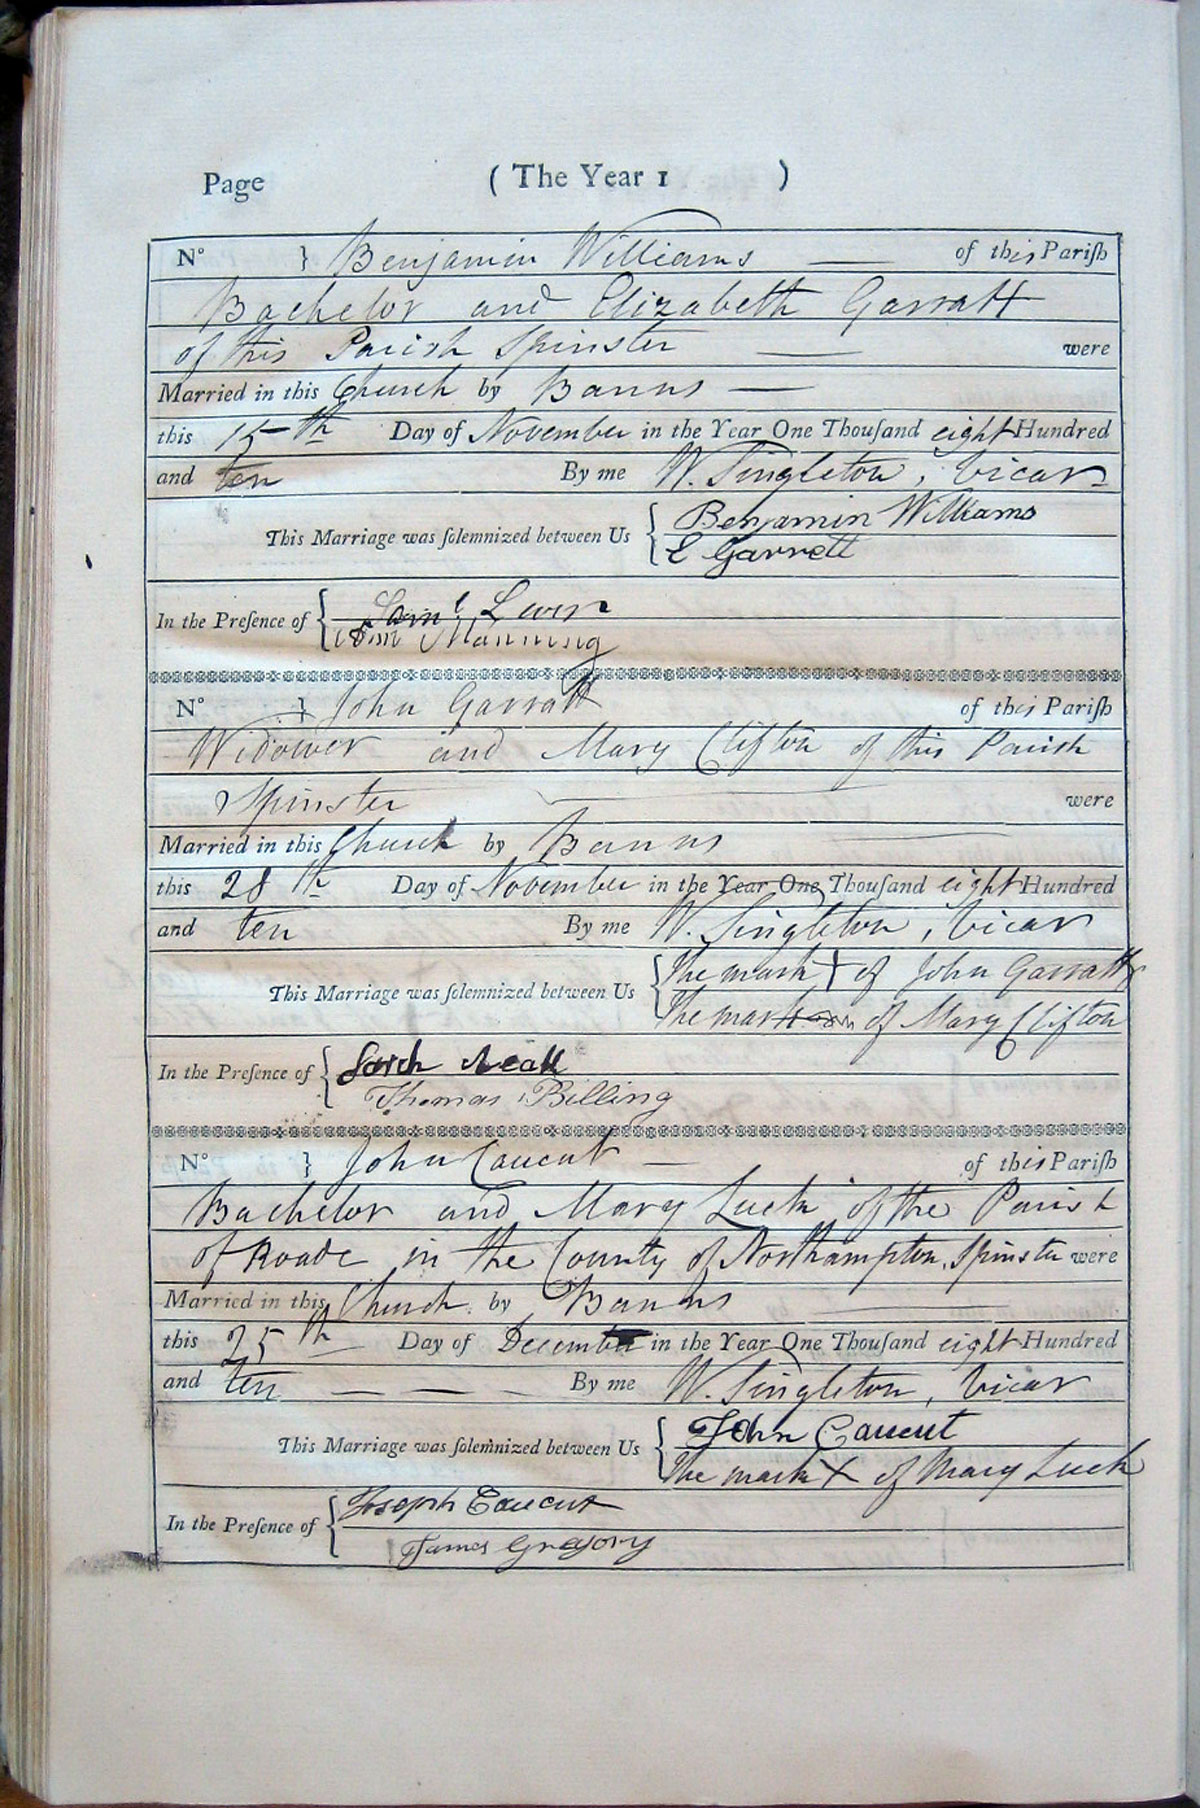 Page ( The Year 1 )
N° } Benjamin Williams — of this Pariſh
Bachelor and Elizabeth Garratt
of this Parish Spinster — were
Married in this Church by Banns —
this 15th Day of November in the Year One Thouſand eight Hundred
and ten By me W. Singleton, Vicar
This Marriage was ſolemnized between Us { Benjamin Williams
E Garrett
In the Preſence of { Saml Lewis
Ann Manning
N° } John Garratt of this Pariſh
Widower and Mary Clifton of this Parish
Spinster — were
Married in this Church by Banns
this 28th Day of November in the Year One Thouſand eight Hundred
and ten By me W. Singleton, Vicar
This Marriage was ſolemnized between Us { The mark + of John Garratt
The mark of Mary Clifton
In the Preſence of { Sarah Neall
Thomas Billing
N° } John Caucut — of this Pariſh
Bachelor and Mary Luck of the Parish
of Roade in the County of Northampton, Spinster were
Married in this Church by Banns
this 25th Day of December in the Year One Thouſand eight Hundred
and ten — — — - By me W. Singleton, Vicar
This Marriage was ſolemnized between Us { John Caucut
The mark X of Mary Luck
In the Preſence of { Joseph Caucut
James Gregory